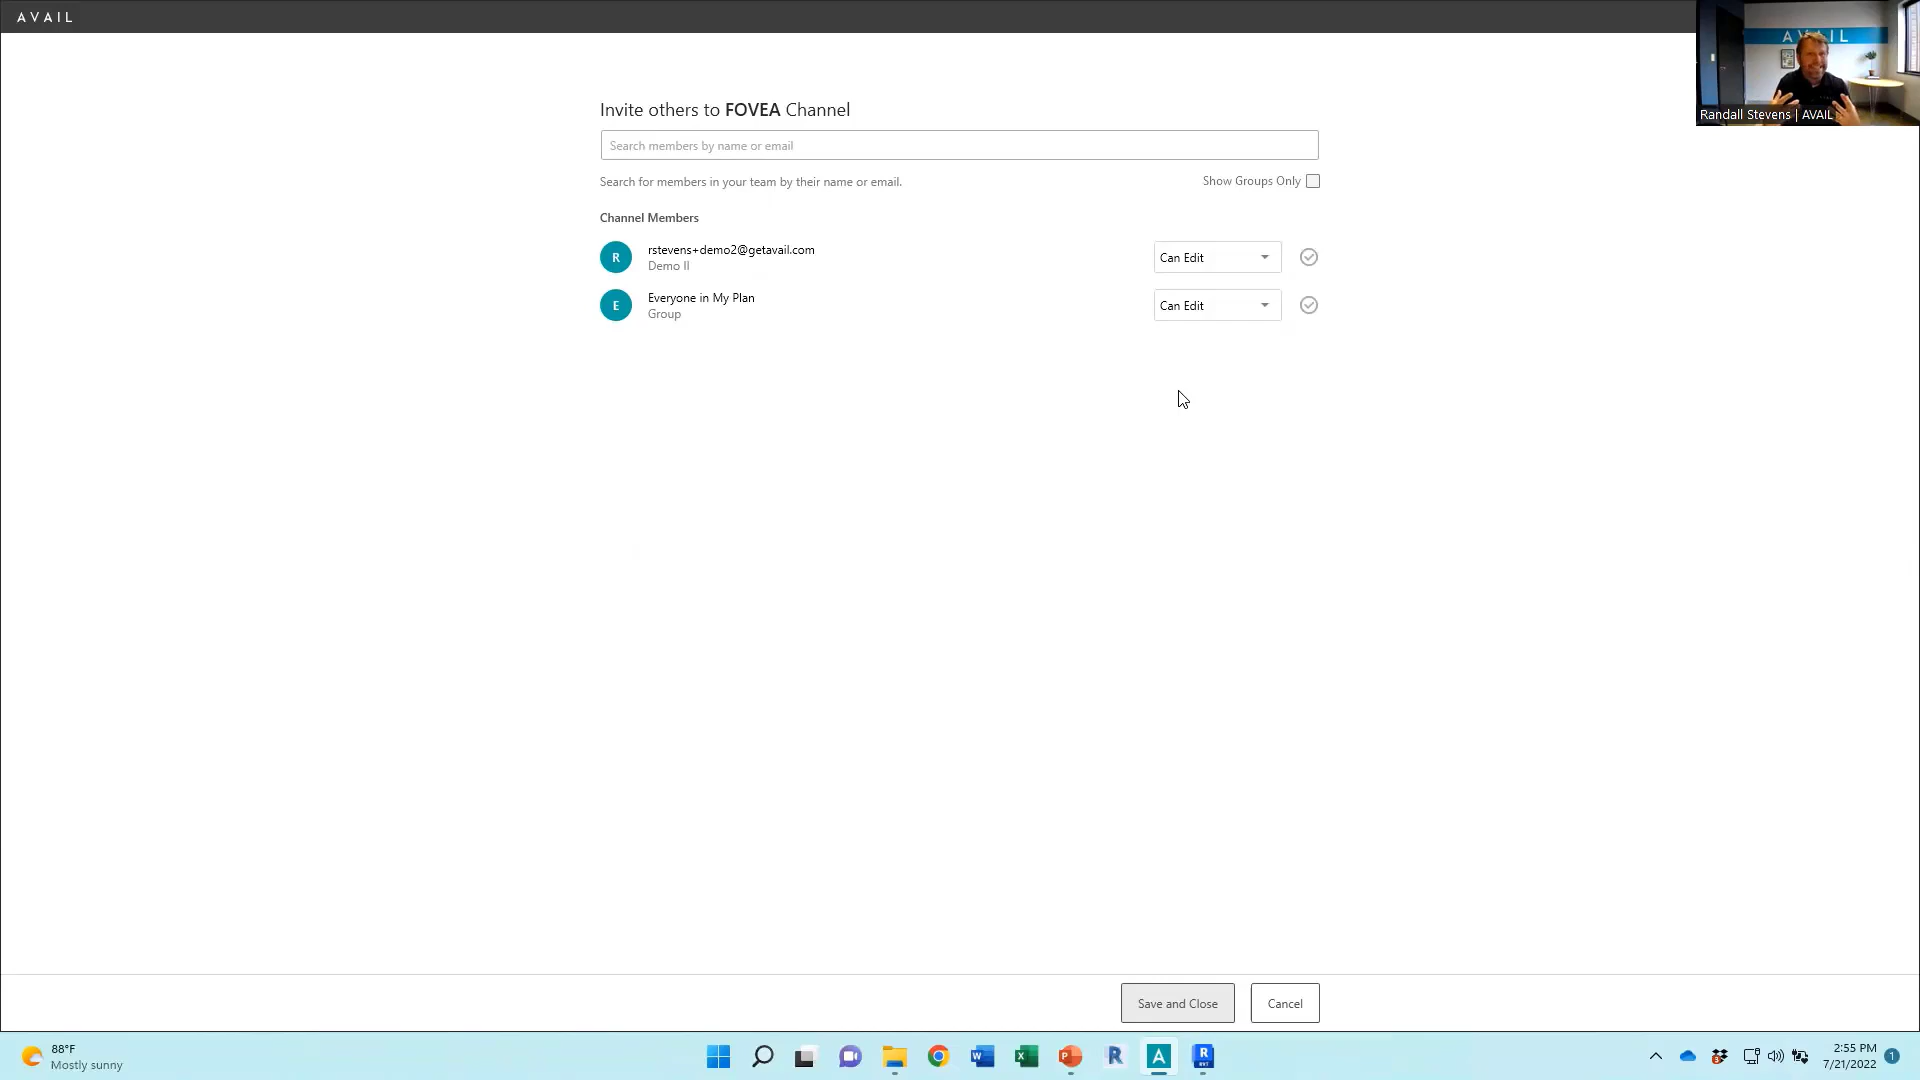 AVAIL
AVAIL
Randall Stevens | AVAIL
Invite others to FOVEA Channel
Search members by name or email
Search for members in your team by their name or email.
Show Groups Only
Channel Members
R
rstevens+demo2@getavail.com
Demo II
Can Edit
E
Everyone in My Plan
Group
Can Edit
Save and Close
Cancel
88°F
Mostly sunny
2:55 PM
7/21/2022
1